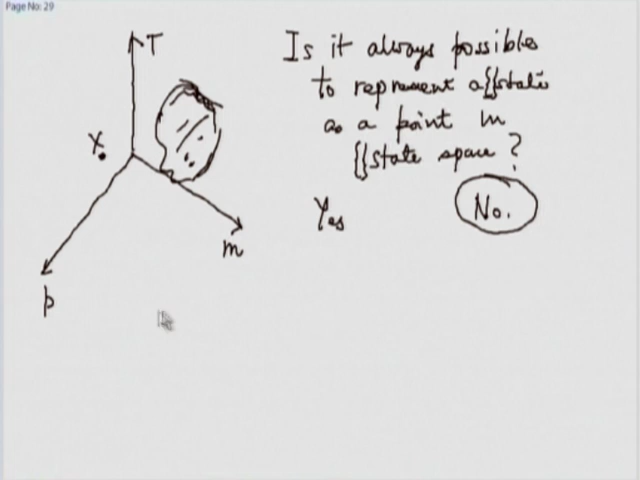 Page No: 29
T
X
m
p
Is it always possible
to represent a {{state
as a point in
{{state space ?
Yes
No.